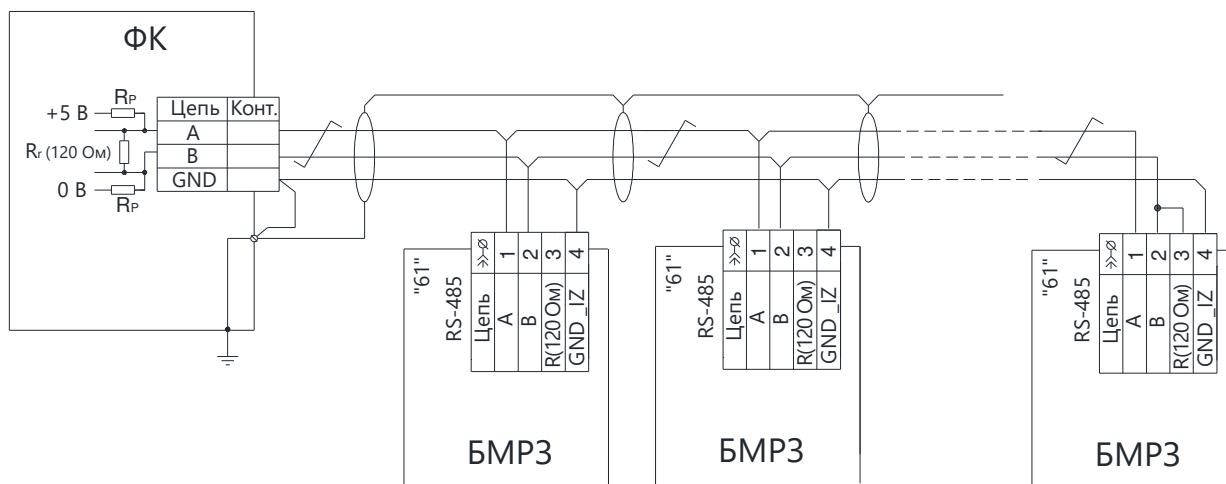 ФК
+5 В
Rр
Rг (120 Ом)
0 В
Rр
Цепь Конт.
А
В
GND
"61"
RS-485
Цепь
А 1
В 2
R(120 Ом) 3
GND_IZ 4
БМРЗ
"61"
RS-485
Цепь
А 1
В 2
R(120 Ом) 3
GND_IZ 4
БМРЗ
"61"
RS-485
Цепь
А 1
В 2
R(120 Ом) 3
GND_IZ 4
БМРЗ